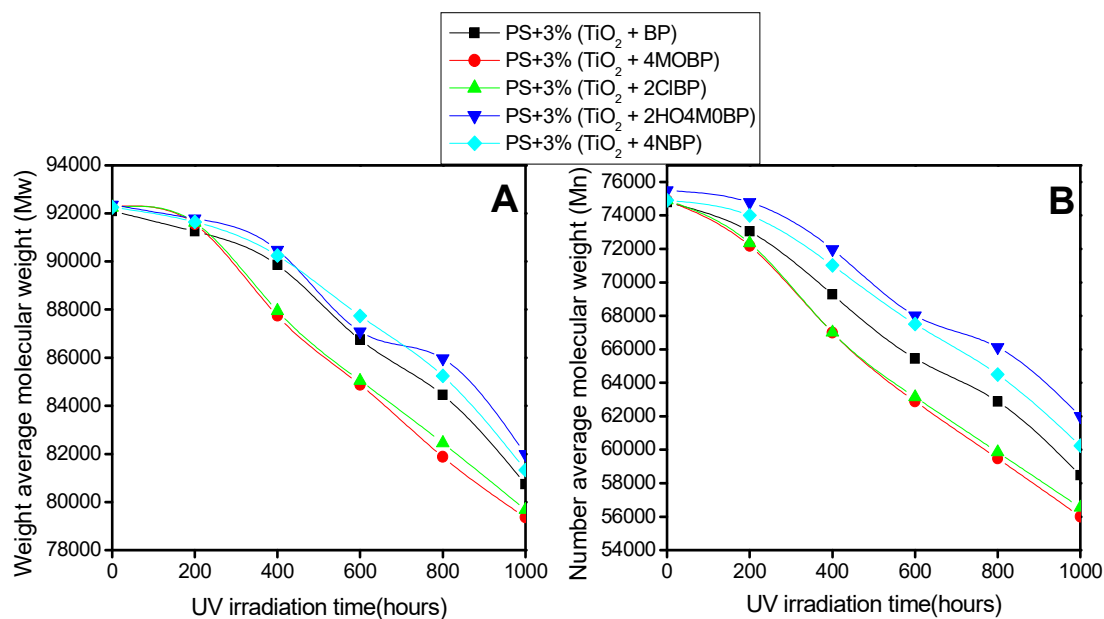 PS+3% (TiO2 + BP)
PS+3% (TiO2 + 4MOBP)
PS+3% (TiO2 + 2ClBP)
PS+3% (TiO2 + 2HO4M0BP)
PS+3% (TiO2 + 4NBP)
A
Weight average molecular weight (Mw)
94000
92000
90000
88000
86000
84000
82000
80000
78000
0 200 400 600 800 1000
UV irradiation time(hours)
B
Number average molecular weight (Mn)
76000
74000
72000
70000
68000
66000
64000
62000
60000
58000
56000
54000
0 200 400 600 800 1000
UV irradiation time(hours)